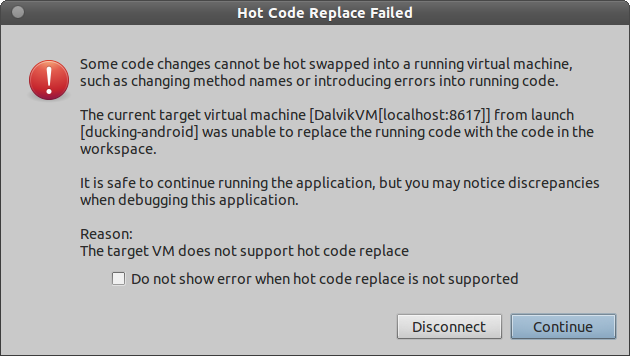 Hot Code Replace Failed
Some code changes cannot be hot swapped into a running virtual machine,
such as changing method names or introducing errors into running code.
The current target virtual machine [DalvikVM[localhost:8617]] from launch
[ducking-android] was unable to replace the running code with the code in the
workspace.
It is safe to continue running the application, but you may notice discrepancies
when debugging this application.
Reason:
The target VM does not support hot code replace
Do not show error when hot code replace is not supported
Disconnect
Continue